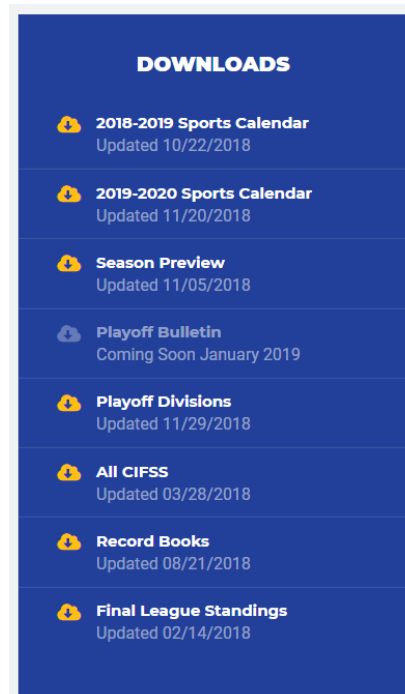 DOWNLOADS
2018-2019 Sports Calendar
Updated 10/22/2018
2019-2020 Sports Calendar
Updated 11/20/2018
Season Preview
Updated 11/05/2018
Playoff Bulletin
Coming Soon January 2019
Playoff Divisions
Updated 11/29/2018
All CIFSS
Updated 03/28/2018
Record Books
Updated 08/21/2018
Final League Standings
Updated 02/14/2018